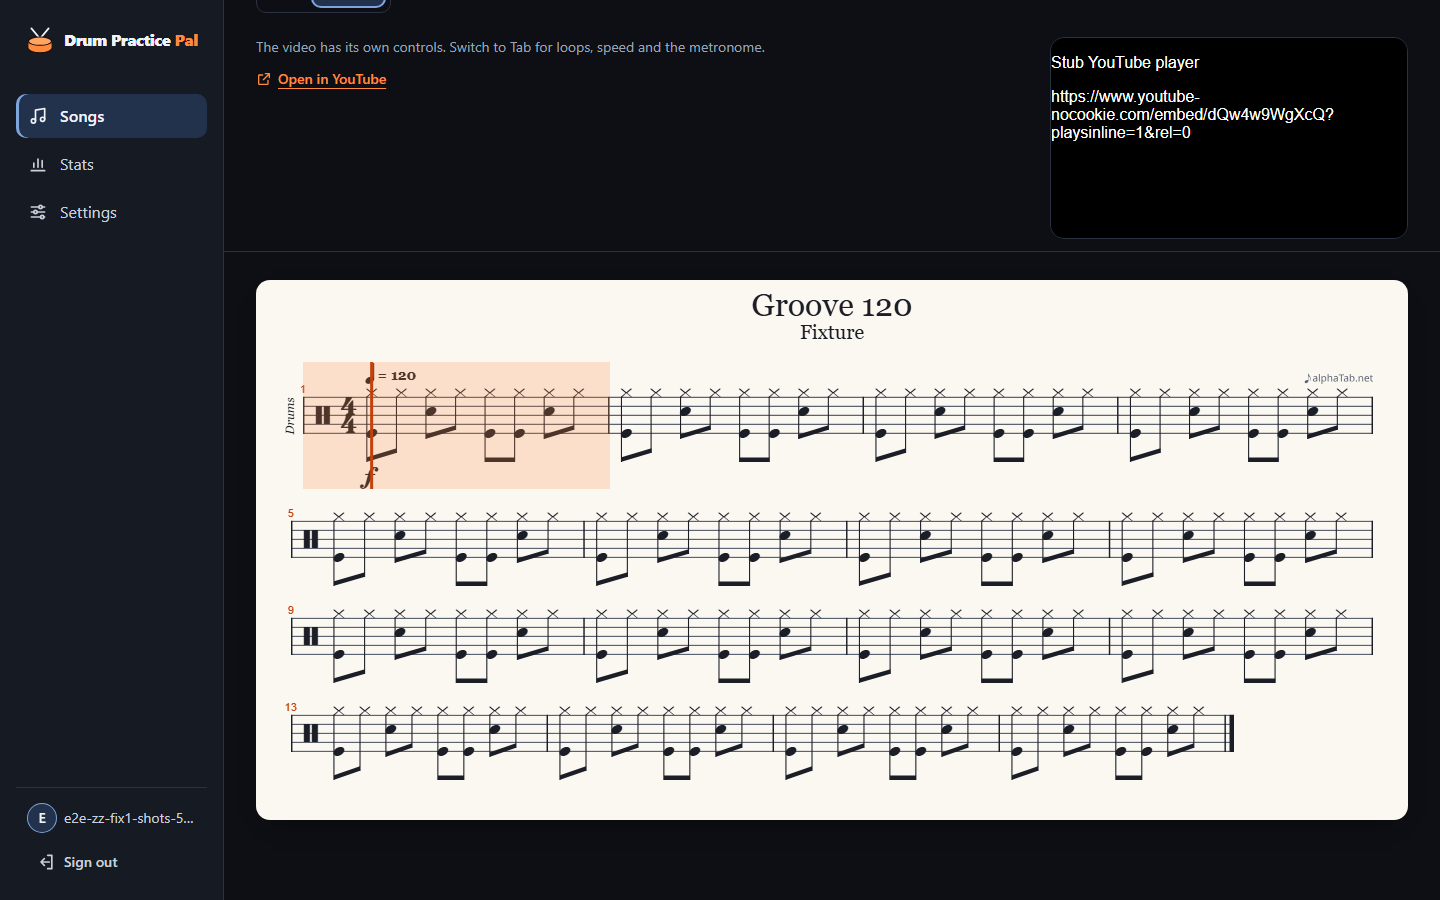 Drum Practice Pal
Songs
Stats
Settings
e2e-zz-fix1-shots-5...
Sign out
The video has its own controls. Switch to Tab for loops, speed and the metronome.
Open in YouTube
Stub YouTube player
https://www.youtube-
nocookie.com/embed/dQw4w9WgXcQ?
playsinline=1&rel=0
Groove 120
Fixture
= 120
alphaTab.net
1
Drums
4
4
f
5
9
13
E